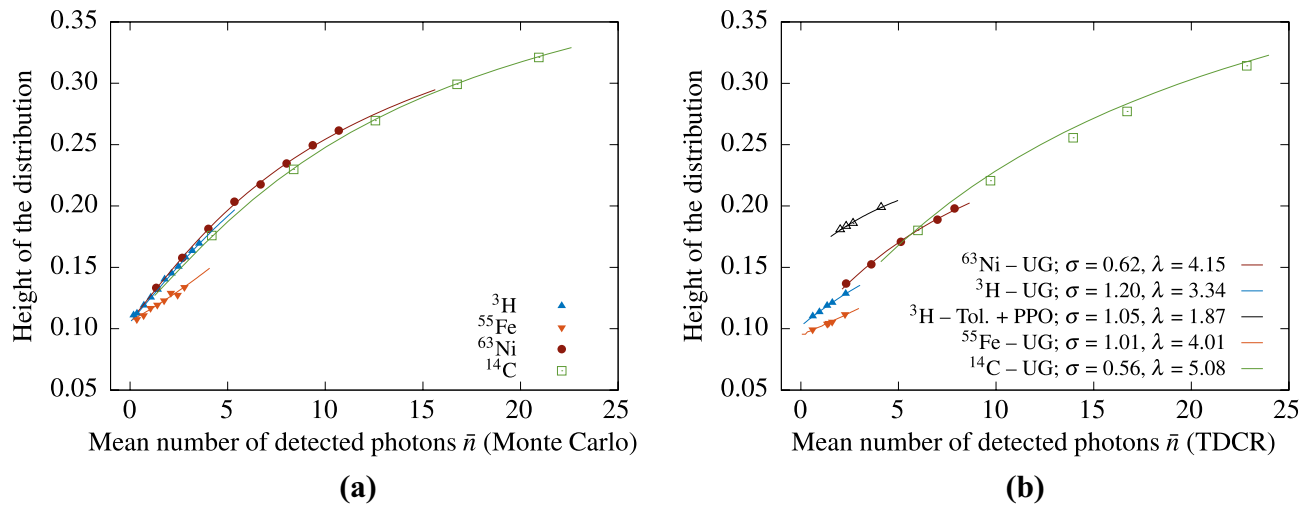 0.35
0.30
0.25
0.20
0.15
0.10
0.05
Height of the distribution
0 5 10 15 20 25
Mean number of detected photons n̄ (Monte Carlo)
³H
⁵⁵Fe
⁶³Ni
¹⁴C
(a)
0.35
0.30
0.25
0.20
0.15
0.10
0.05
Height of the distribution
0 5 10 15 20 25
Mean number of detected photons n̄ (TDCR)
⁶³Ni – UG; σ = 0.62, λ = 4.15
³H – UG; σ = 1.20, λ = 3.34
³H – Tol. + PPO; σ = 1.05, λ = 1.87
⁵⁵Fe – UG; σ = 1.01, λ = 4.01
¹⁴C – UG; σ = 0.56, λ = 5.08
(b)